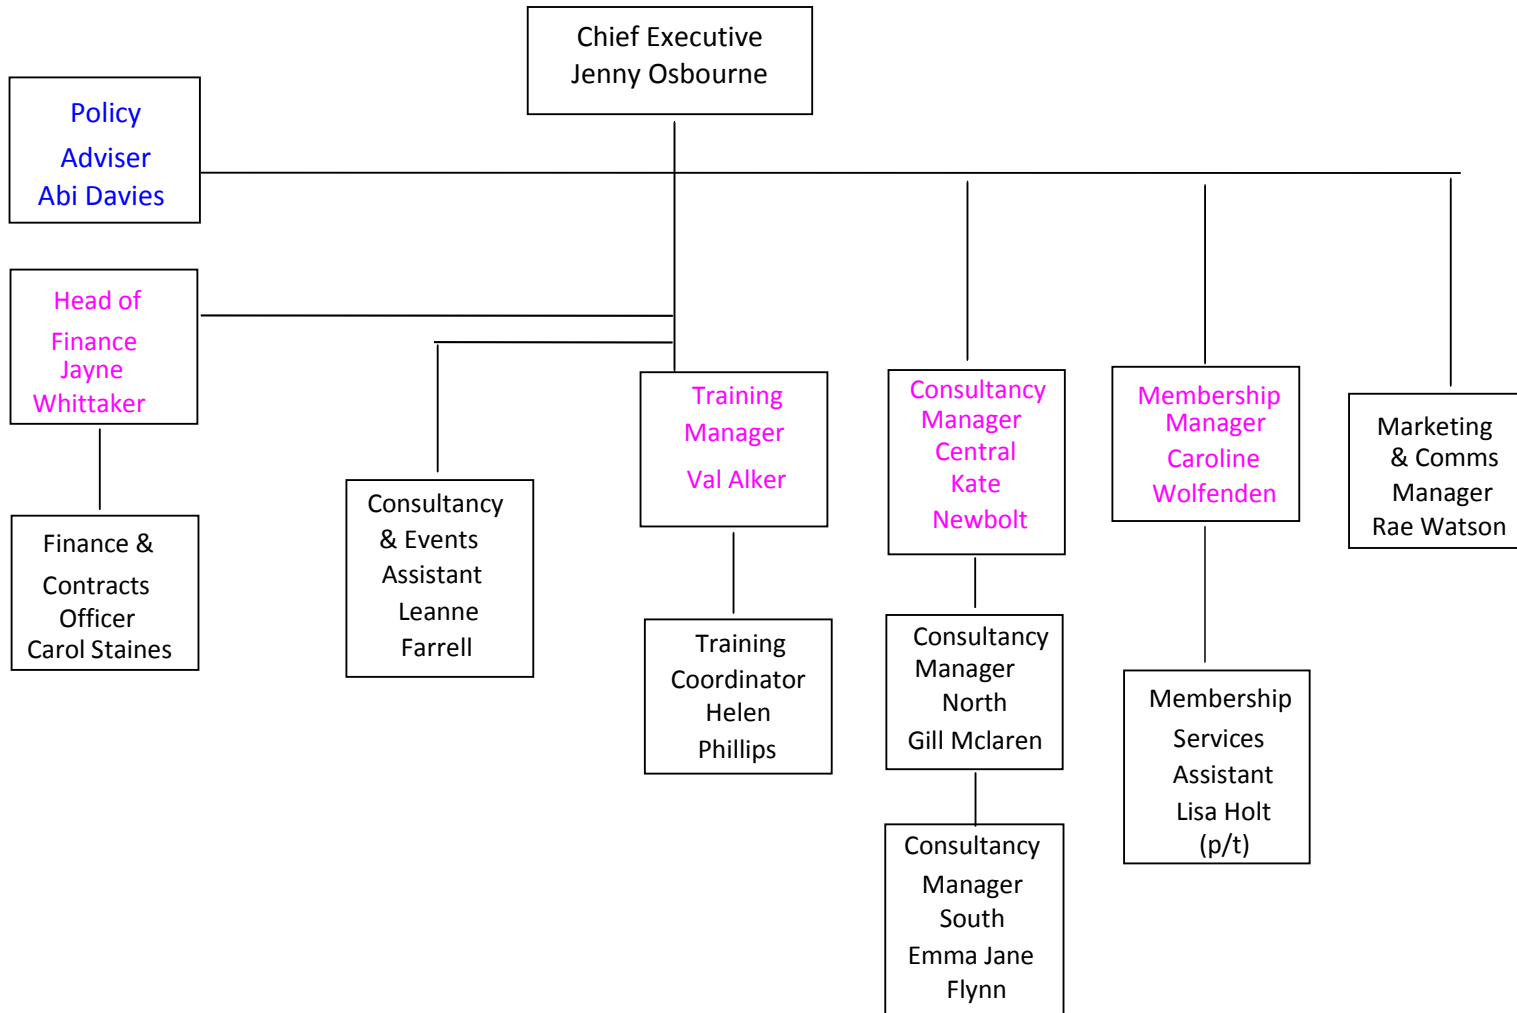 Chief Executive
Jenny Osbourne
Policy
Adviser
Abi Davies
Head of
Finance
Jayne
Whittaker
Finance &
Contracts
Officer
Carol Staines
Consultancy
& Events
Assistant
Leanne
Farrell
Training
Manager
Val Alker
Training
Coordinator
Helen
Phillips
Consultancy
Manager
Central
Kate
Newbolt
Consultancy
Manager
North
Gill Mclaren
Consultancy
Manager
South
Emma Jane
Flynn
Membership
Manager
Caroline
Wolfenden
Membership
Services
Assistant
Lisa Holt
(p/t)
Marketing
& Comms
Manager
Rae Watson